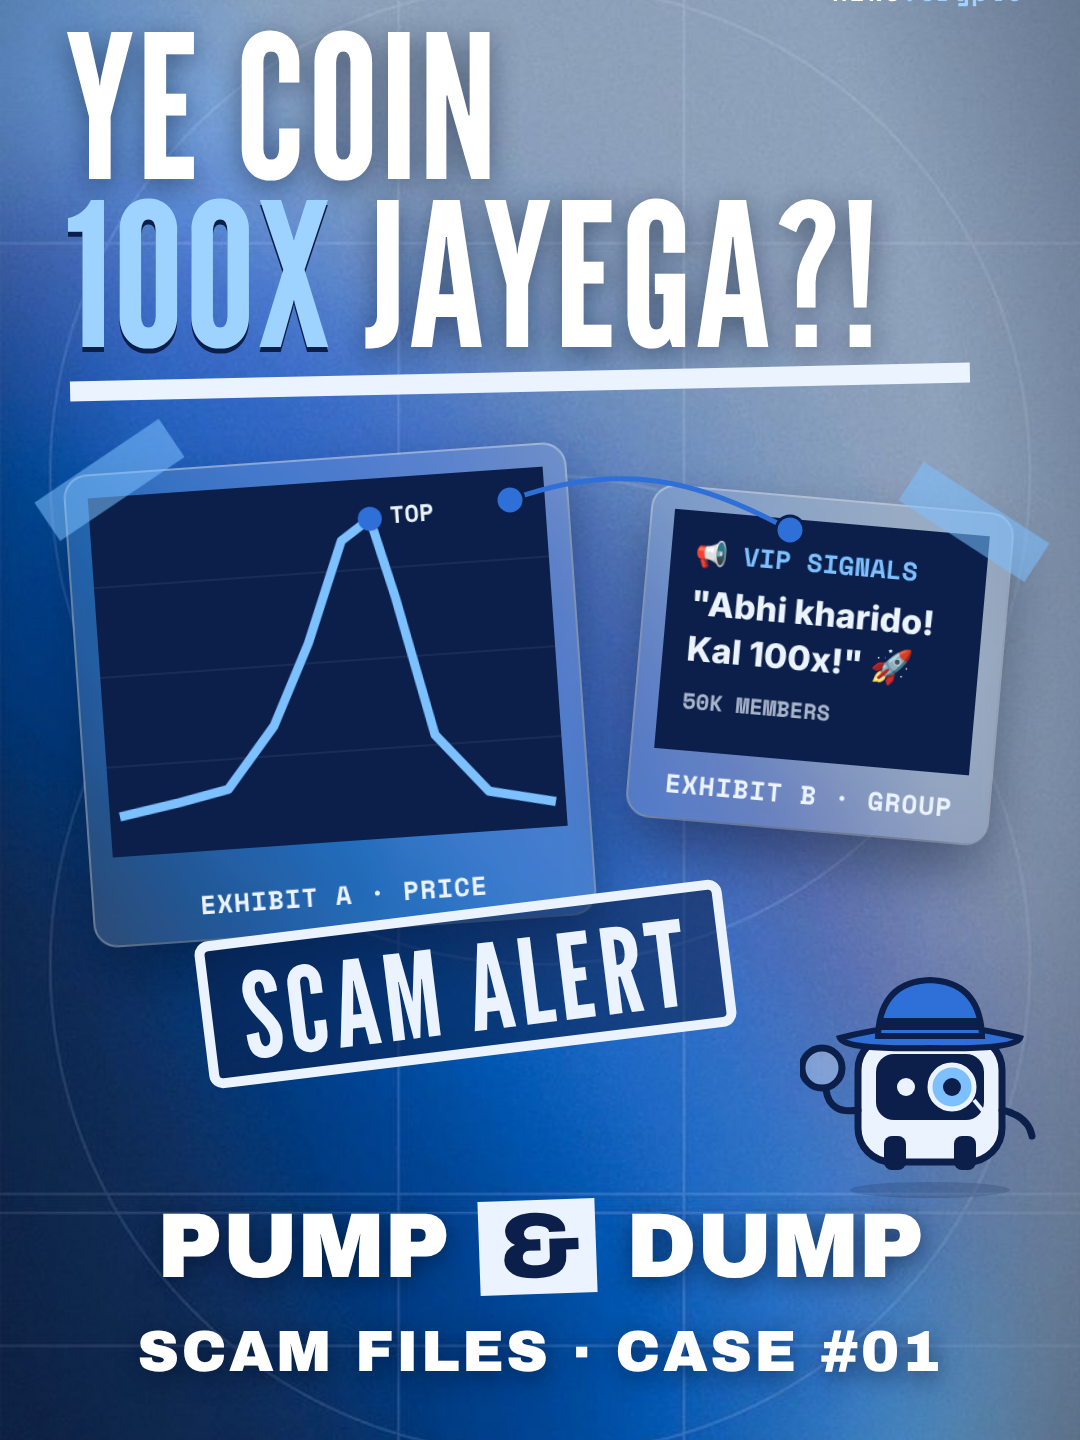 YE COIN
100X JAYEGA?!
TOP
EXHIBIT A · PRICE
📢 VIP SIGNALS
"Abhi kharido!
Kal 100x!" 🚀
50K MEMBERS
EXHIBIT B · GROUP
SCAM ALERT
PUMP & DUMP
SCAM FILES · CASE #01